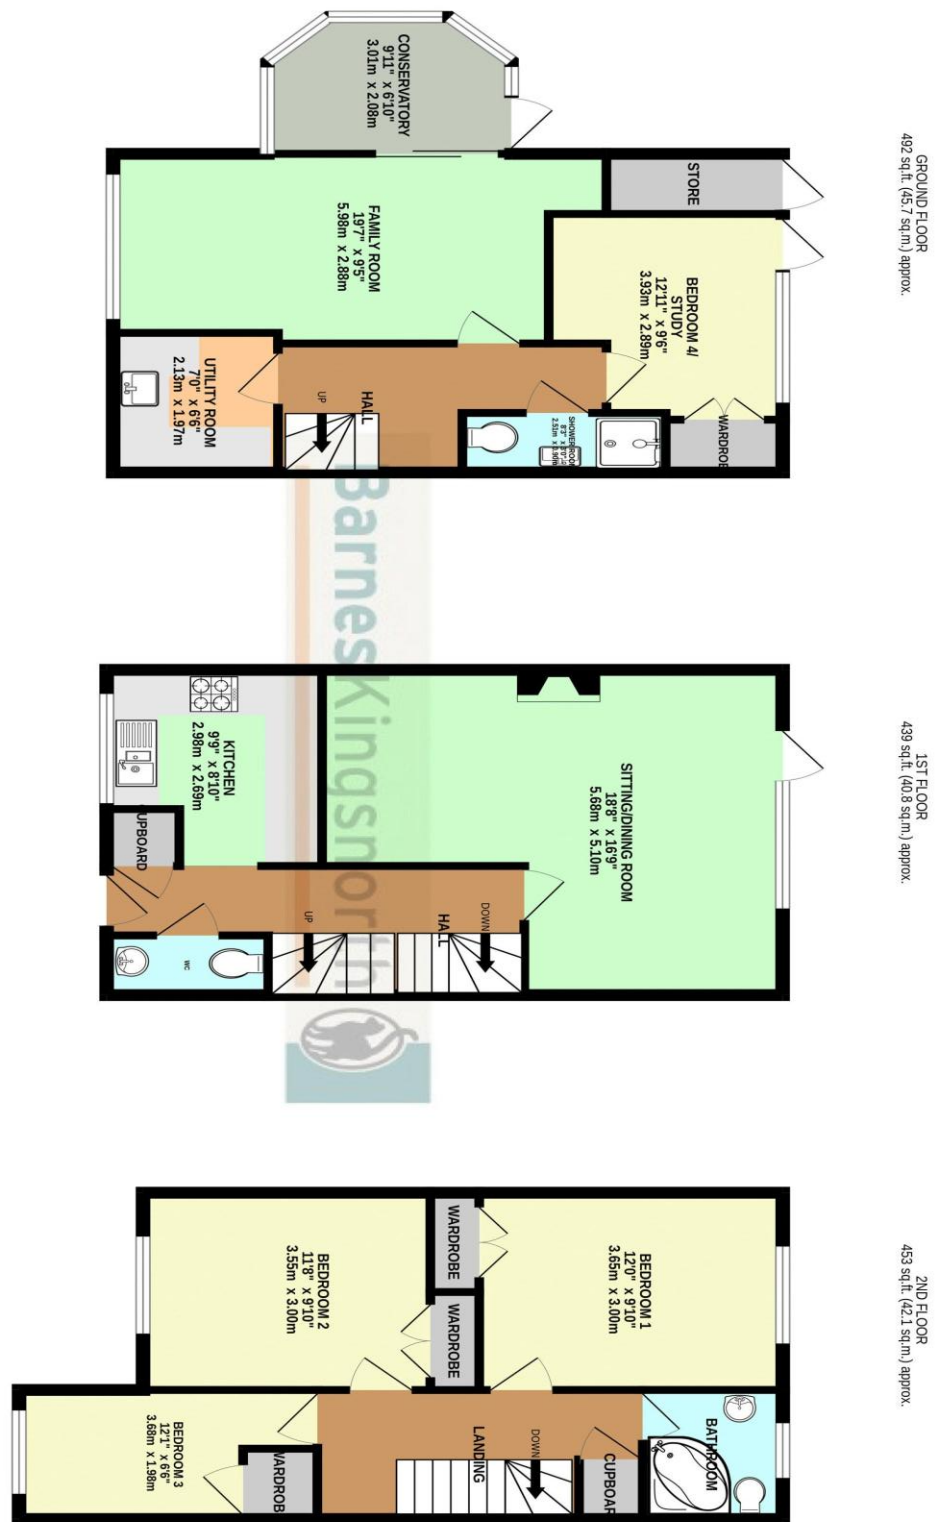 GROUND FLOOR
492 sq.ft. (45.7 sq.m.) approx.
CONSERVATORY
9'11" x 6'10"
3.01m x 2.08m
STORE
FAMILY ROOM
19'7" x 9'5"
5.98m x 2.88m
BEDROOM 4/
STUDY
12'11" x 9'6"
3.93m x 2.89m
UTILITY ROOM
7'0" x 6'6"
2.13m x 1.97m
HALL
UP
SHOWER ROOM
WARDROBE
1ST FLOOR
439 sq.ft. (40.8 sq.m.) approx.
KITCHEN
9'9" x 8'10"
2.98m x 2.69m
SITTING/DINING ROOM
18'8" x 16'9"
5.68m x 5.10m
UPBOARD
HALL
UP
DOWN
WC
2ND FLOOR
453 sq.ft. (42.1 sq.m.) approx.
BEDROOM 2
11'8" x 9'10"
3.55m x 3.00m
WARDROBE
WARDROBE
BEDROOM 1
12'0" x 9'10"
3.65m x 3.00m
BEDROOM 3
12'1" x 6'6"
3.68m x 1.98m
WARDROB
LANDING
DOWN
CUPBOAR
BATHROOM
BarnesKingsnorth